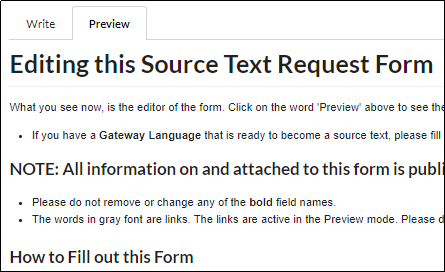 Write Preview
Editing this Source Text Request Form
What you see now, is the editor of the form. Click on the word 'Preview' above to see the
If you have a Gateway Language that is ready to become a source text, please fill
NOTE: All information on and attached to this form is publi
Please do not remove or change any of the bold field names.
The words in gray font are links. The links are active in the Preview mode. Please d
How to Fill out this Form